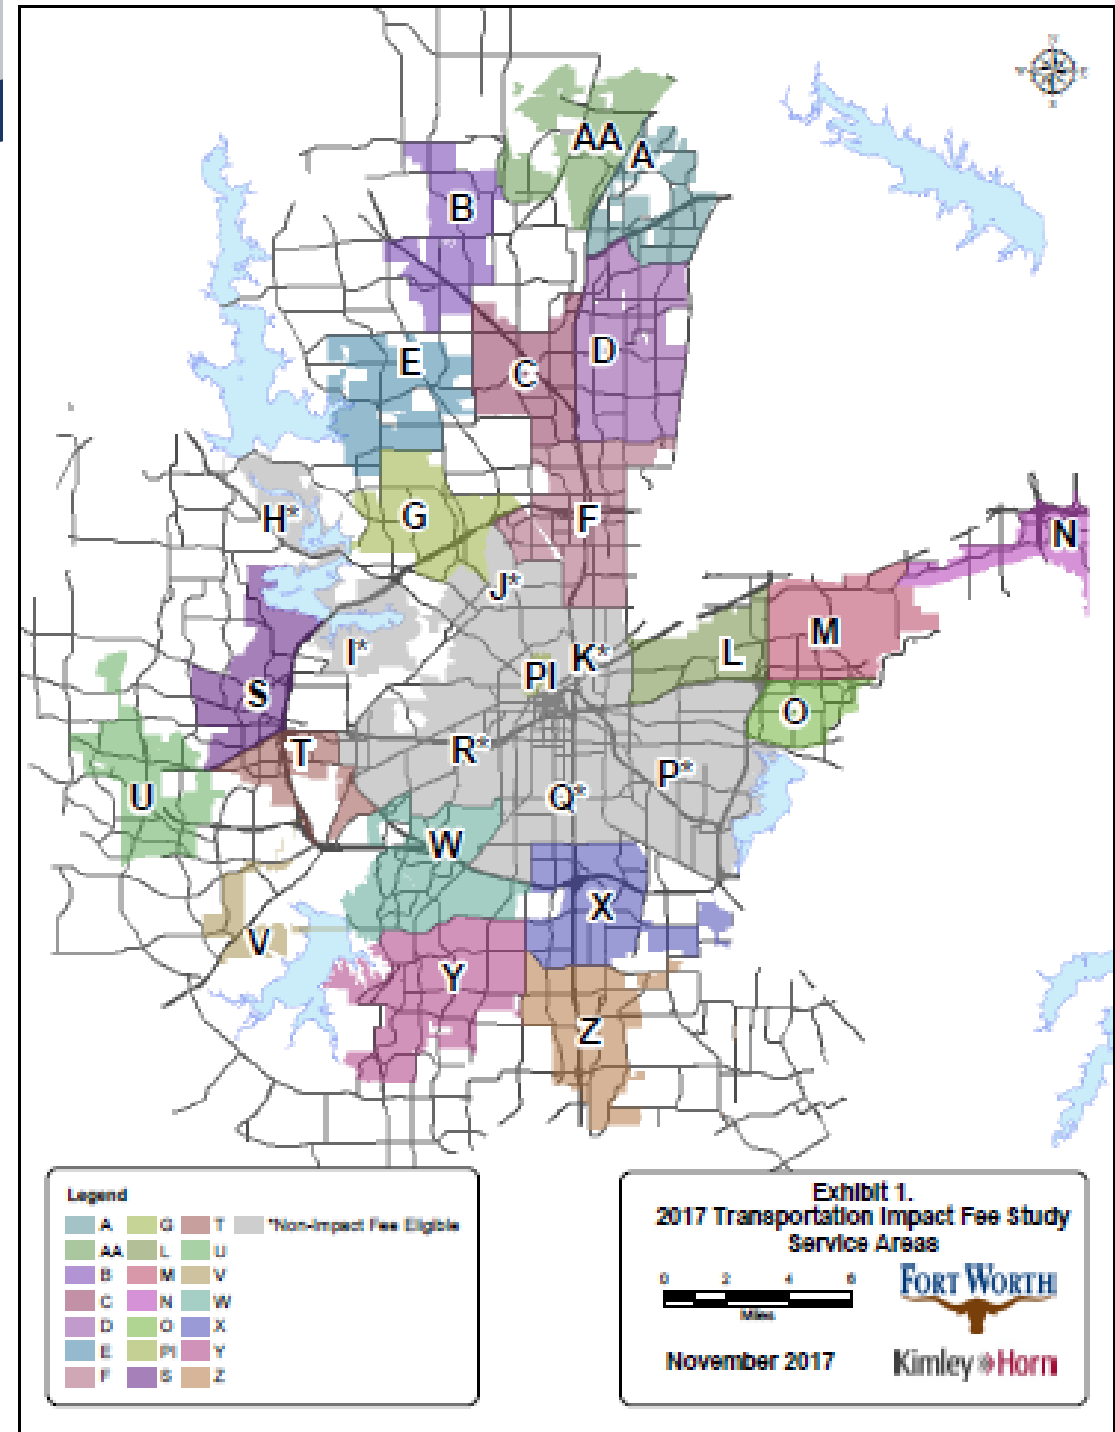 N
W E
S
AA
A
B
D
E
C
H*
G
F
N
J*
M
I*
K*
L
PI
S
O
T
R*
P*
U
Q*
W
X
V
Y
Z
Legend
A G T *Non-Impact Fee Eligible
AA L U
B M V
C N W
D O X
E PI Y
F S Z
Exhibit 1.
2017 Transportation Impact Fee Study
Service Areas
0 2 4 6
Miles
FORT WORTH
November 2017
Kimley Horn